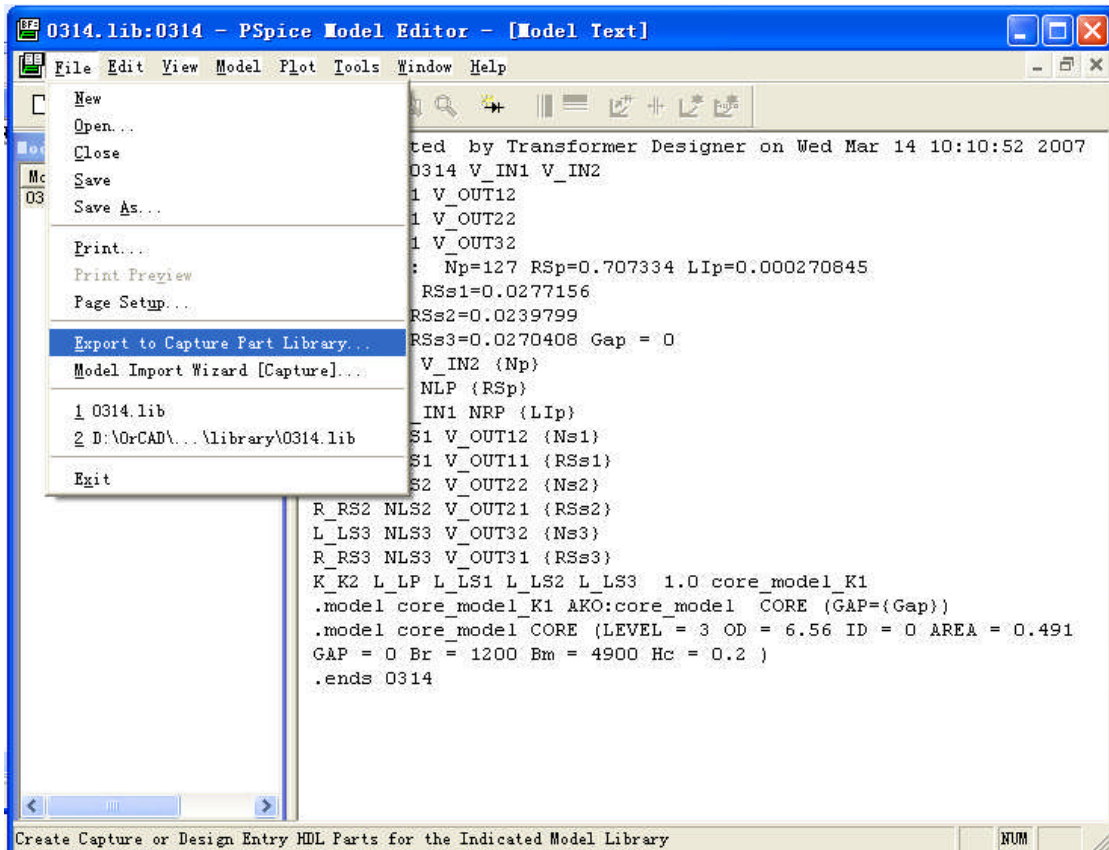 0314.lib:0314 - PSpice Model Editor - [Model Text]
File Edit View Model Plot Tools Window Help
New
Open...
Close
Save
Save As...
Print...
Print Preview
Page Setup...
Export to Capture Part Library...
Model Import Wizard [Capture]...
1 0314.lib
2 D:\OrCAD\...\library\0314.lib
Exit
ted by Transformer Designer on Wed Mar 14 10:10:52 2007
0314 V_IN1 V_IN2
1 V_OUT12
1 V_OUT22
1 V_OUT32
: Np=127 RSp=0.707334 LIp=0.000270845
RSs1=0.0277156
RSs2=0.0239799
RSs3=0.0270408 Gap = 0
V_IN2 {Np}
NLP {RSp}
_IN1 NRP {LIp}
S1 V_OUT12 {Ns1}
S1 V_OUT11 {RSs1}
S2 V_OUT22 {Ns2}
R_RS2 NLS2 V_OUT21 {RSs2}
L_LS3 NLS3 V_OUT32 {Ns3}
R_RS3 NLS3 V_OUT31 {RSs3}
K_K2 L_LP L_LS1 L_LS2 L_LS3 1.0 core_model_K1
.model core_model_K1 AKO:core_model CORE (GAP={Gap})
.model core_model CORE (LEVEL = 3 OD = 6.56 ID = 0 AREA = 0.491
GAP = 0 Br = 1200 Bm = 4900 Hc = 0.2 )
.ends 0314
Create Capture or Design Entry HDL Parts for the Indicated Model Library
NUM